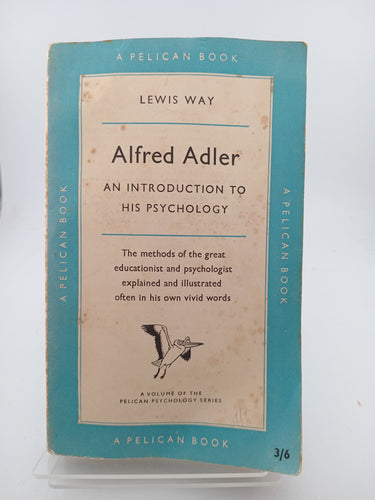 A PELICAN BOOK
LEWIS WAY
Alfred Adler
AN INTRODUCTION TO
HIS PSYCHOLOGY
The methods of the great
educationist and psychologist
explained and illustrated
often in his own vivid words
A VOLUME OF THE
PELICAN PSYCHOLOGY SERIES
A PELICAN BOOK
A PELICAN BOOK
A PELICAN BOOK
3/6